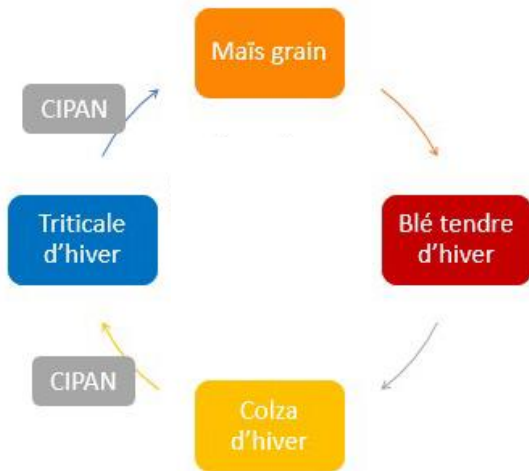 Maïs grain
CIPAN
Triticale
d'hiver
Blé tendre
d'hiver
CIPAN
Colza
d'hiver